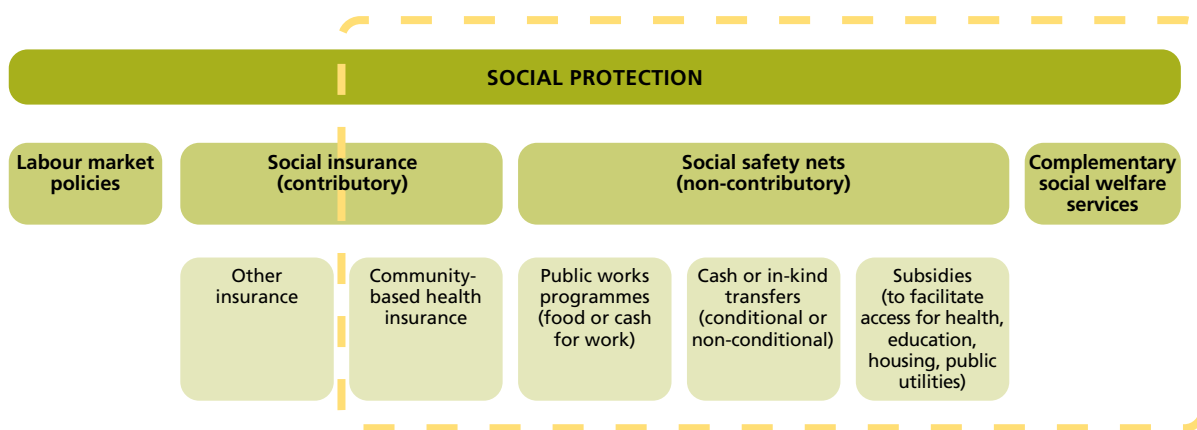 SOCIAL PROTECTION
Labour market
policies
Social insurance
(contributory)
Social safety nets
(non-contributory)
Complementary
social welfare
services
Other
insurance
Community-
based health
insurance
Public works
programmes
(food or cash
for work)
Cash or in-kind
transfers
(conditional or
non-conditional)
Subsidies
(to facilitate
access for health,
education,
housing, public
utilities)